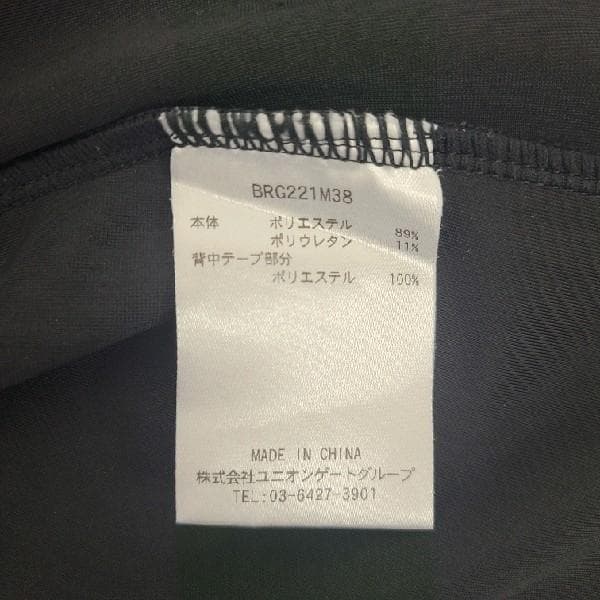 BRG221M38
本体 ポリエステル 89%
ポリウレタン 11%
背中テープ部分
ポリエステル 100%
MADE IN CHINA
株式会社ユニオンゲートグループ
TEL:03-6427-3901